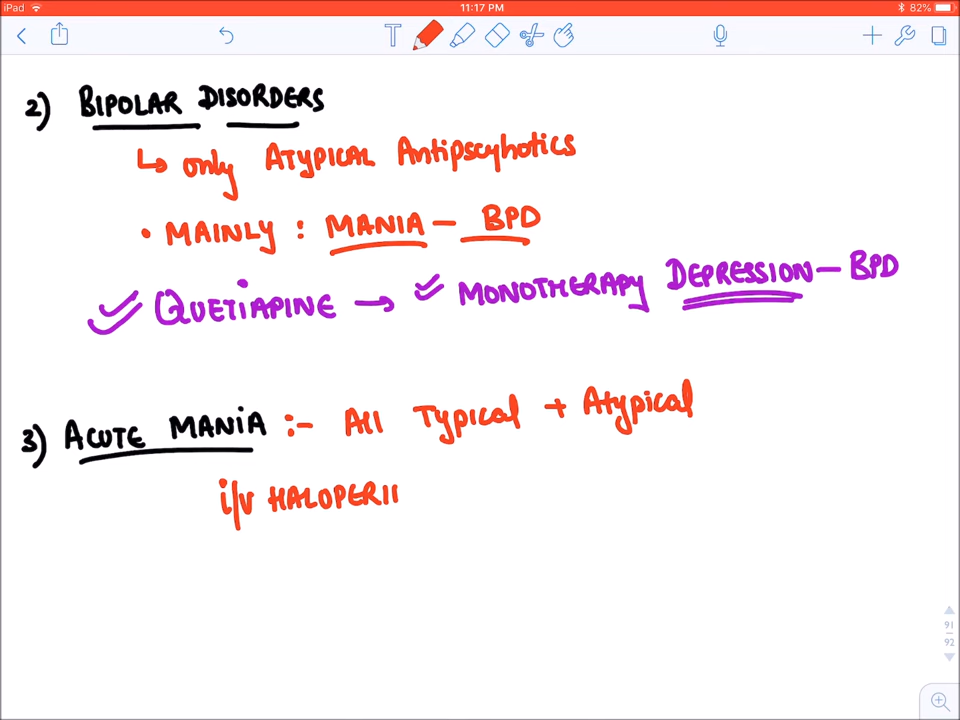 iPad 11:17 PM 82%
2) BIPOLAR DISORDERS
↳ only ATYPICAL Antipscyhotics
• MAINLY : MANIA - BPD
QUETIAPINE → MONOTHERAPY DEPRESSION - BPD
3) ACUTE MANIA :- All Typical + Atypical
i/v HALOPERI
91
92